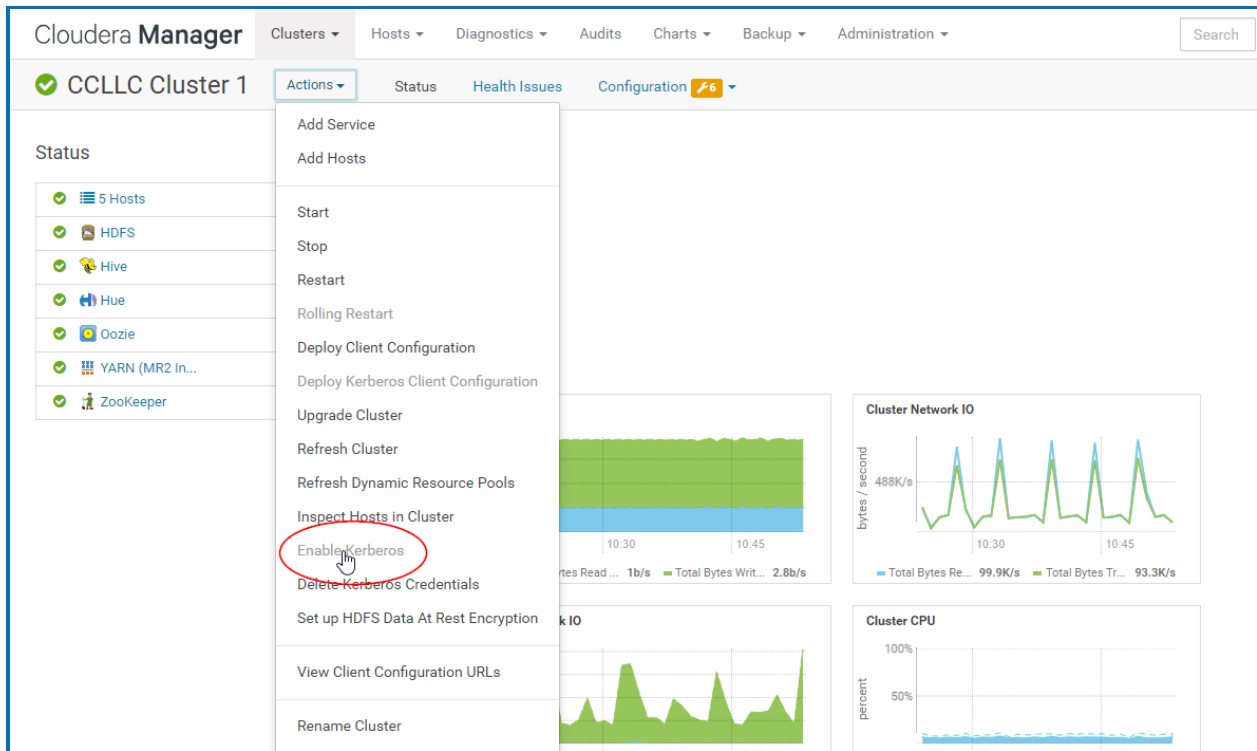 Cloudera Manager Clusters Hosts Diagnostics Audits Charts Backup Administration Search
CCLLC Cluster 1 Actions Status Health Issues Configuration 6
Status
5 Hosts
HDFS
Hive
Hue
Oozie
YARN (MR2 In...
ZooKeeper
Add Service
Add Hosts
Start
Stop
Restart
Rolling Restart
Deploy Client Configuration
Deploy Kerberos Client Configuration
Upgrade Cluster
Refresh Cluster
Refresh Dynamic Resource Pools
Inspect Hosts in Cluster
Enable Kerberos
Delete Kerberos Credentials
Set up HDFS Data At Rest Encryption
View Client Configuration URLs
Rename Cluster
10:30 10:45
tes Read ... 1b/s Total Bytes Writ... 2.8b/s
Cluster Network IO
bytes / second
488K/s
10:30 10:45
Total Bytes Re... 99.9K/s Total Bytes Tr... 93.3K/s
k IO
Cluster CPU
percent
100%
50%